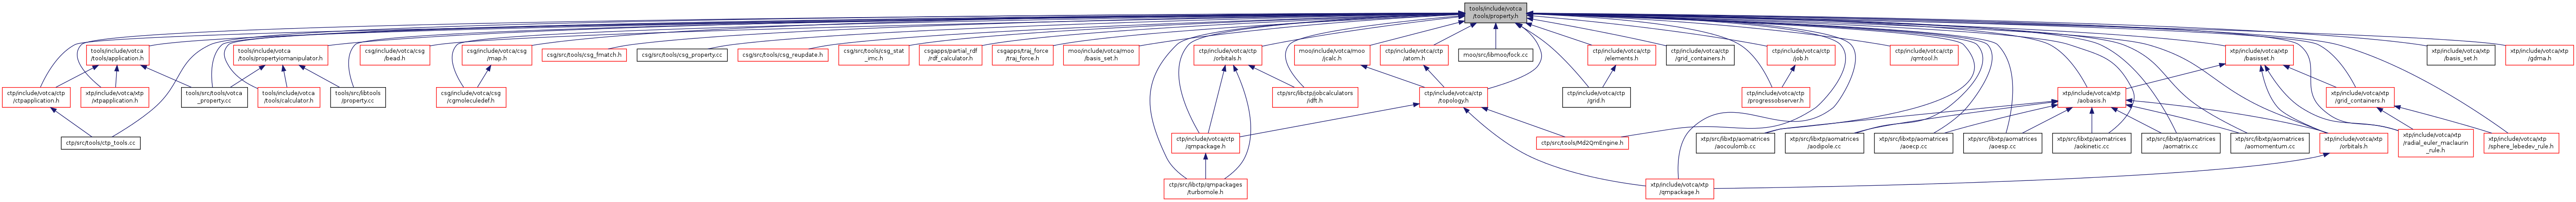 tools/include/votca
/tools/property.h
tools/include/votca
/tools/application.h
tools/include/votca
/tools/propertyiomanipulator.h
csg/include/votca/csg
/bead.h
csg/include/votca/csg
/map.h
csg/src/tools/csg_fmatch.h
csg/src/tools/csg_property.cc
csg/src/tools/csg_reupdate.h
csg/src/tools/csg_stat
_imc.h
csgapps/partial_rdf
/rdf_calculator.h
csgapps/traj_force
/traj_force.h
moo/include/votca/moo
/basis_set.h
ctp/include/votca/ctp
/orbitals.h
moo/include/votca/moo
/jcalc.h
ctp/include/votca/ctp
/atom.h
moo/src/libmoo/fock.cc
ctp/include/votca/ctp
/elements.h
ctp/include/votca/ctp
/grid_containers.h
ctp/include/votca/ctp
/job.h
ctp/include/votca/ctp
/qmtool.h
xtp/include/votca/xtp
/basisset.h
xtp/include/votca/xtp
/basis_set.h
xtp/include/votca/xtp
/gdma.h
ctp/include/votca/ctp
/ctpapplication.h
xtp/include/votca/xtp
/xtpapplication.h
tools/src/tools/votca
_property.cc
tools/include/votca
/tools/calculator.h
tools/src/libtools
/property.cc
csg/include/votca/csg
/cgmoleculedef.h
ctp/src/libctp/jobcalculators
/idft.h
ctp/include/votca/ctp
/topology.h
ctp/include/votca/ctp
/grid.h
ctp/include/votca/ctp
/progressobserver.h
xtp/include/votca/xtp
/aobasis.h
xtp/include/votca/xtp
/grid_containers.h
ctp/src/tools/ctp_tools.cc
ctp/include/votca/ctp
/qmpackage.h
ctp/src/tools/Md2QmEngine.h
xtp/src/libxtp/aomatrices
/aocoulomb.cc
xtp/src/libxtp/aomatrices
/aodipole.cc
xtp/src/libxtp/aomatrices
/aoecp.cc
xtp/src/libxtp/aomatrices
/aoesp.cc
xtp/src/libxtp/aomatrices
/aokinetic.cc
xtp/src/libxtp/aomatrices
/aomatrix.cc
xtp/src/libxtp/aomatrices
/aomomentum.cc
xtp/include/votca/xtp
/orbitals.h
xtp/include/votca/xtp
/radial_euler_maclaurin
_rule.h
xtp/include/votca/xtp
/sphere_lebedev_rule.h
ctp/src/libctp/qmpackages
/turbomole.h
xtp/include/votca/xtp
/qmpackage.h